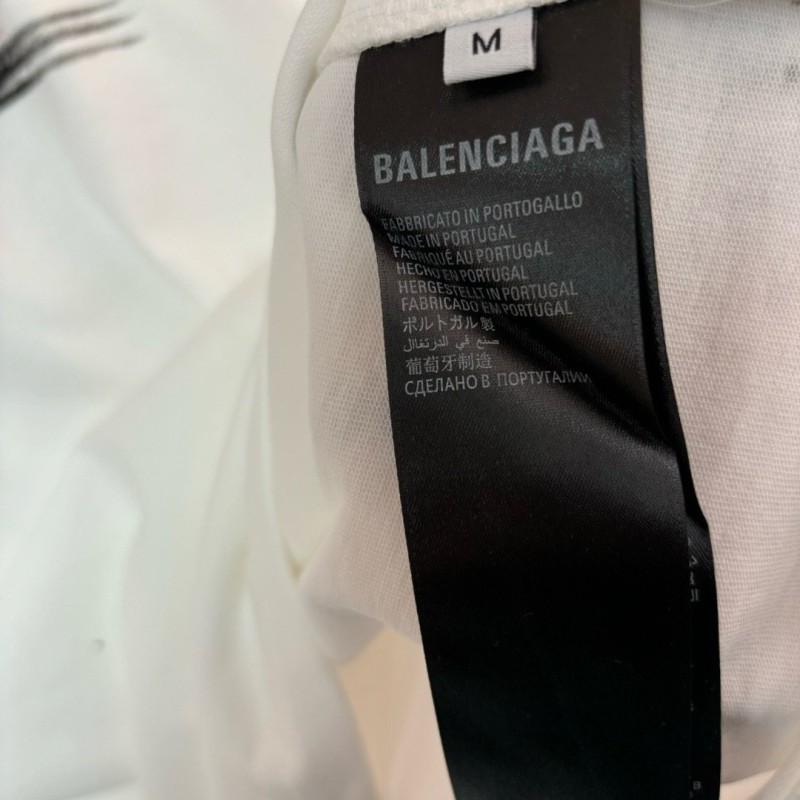 M
BALENCIAGA
FABBRICATO IN PORTOGALLO
MADE IN PORTUGAL
FABRIQUÉ AU PORTUGAL
HECHO EN PORTUGAL
HERGESTELLT IN PORTUGAL
FABRICADO EM PORTUGAL
ポルトガル製
صنع في الدرتغاال
葡萄牙制造
СДЕЛАНО В ПОРТУГАЛИИ